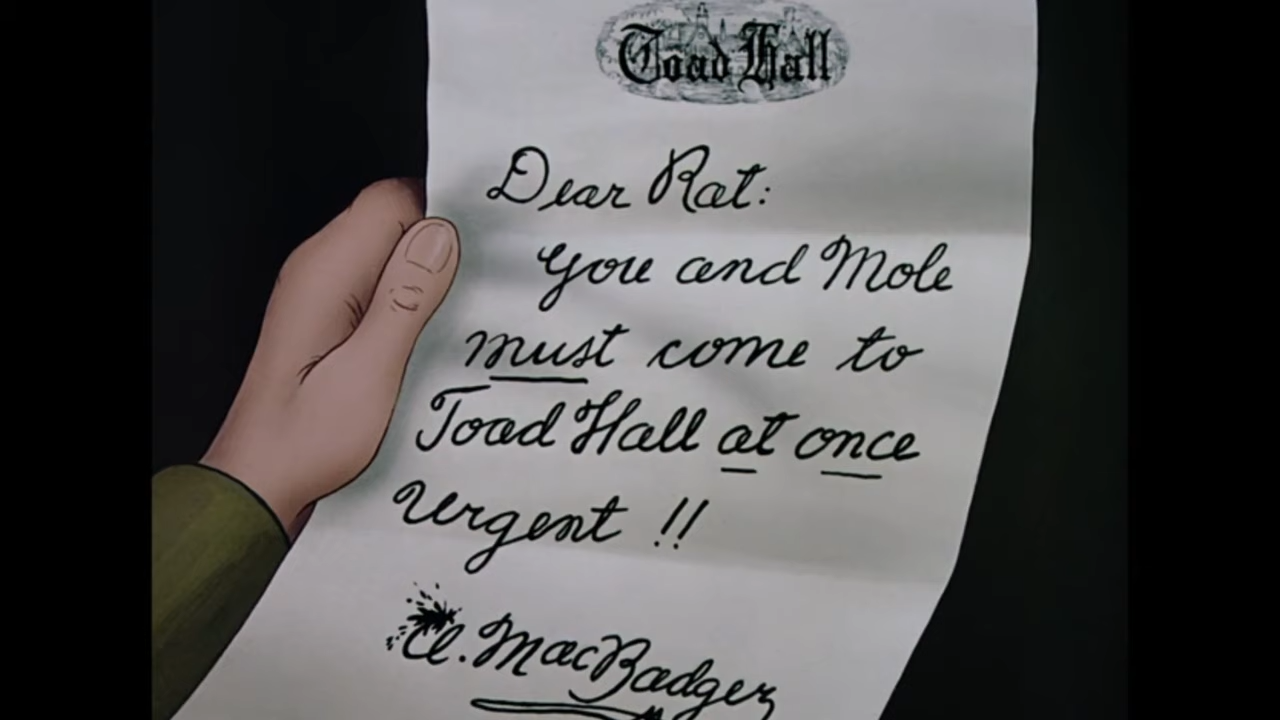 Toad Hall
Dear Rat:
you and Mole
must come to
Toad Hall at once
Urgent !!
A. MacBadger